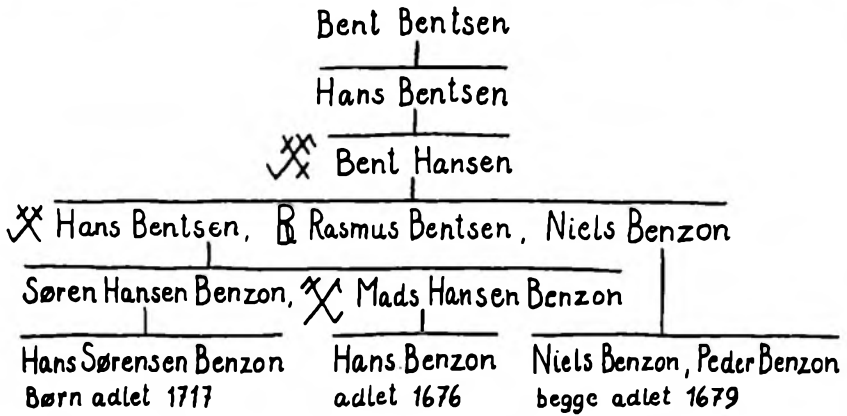 Bent Bentsen
Hans Bentsen
Bent Hansen
Hans Bentsen, Rasmus Bentsen, Niels Benzon
Søren Hansen Benzon, Mads Hansen Benzon
Hans Sørensen Benzon Hans Benzon Niels Benzon, Peder Benzon
Børn adlet 1717 adlet 1676 begge adlet 1679